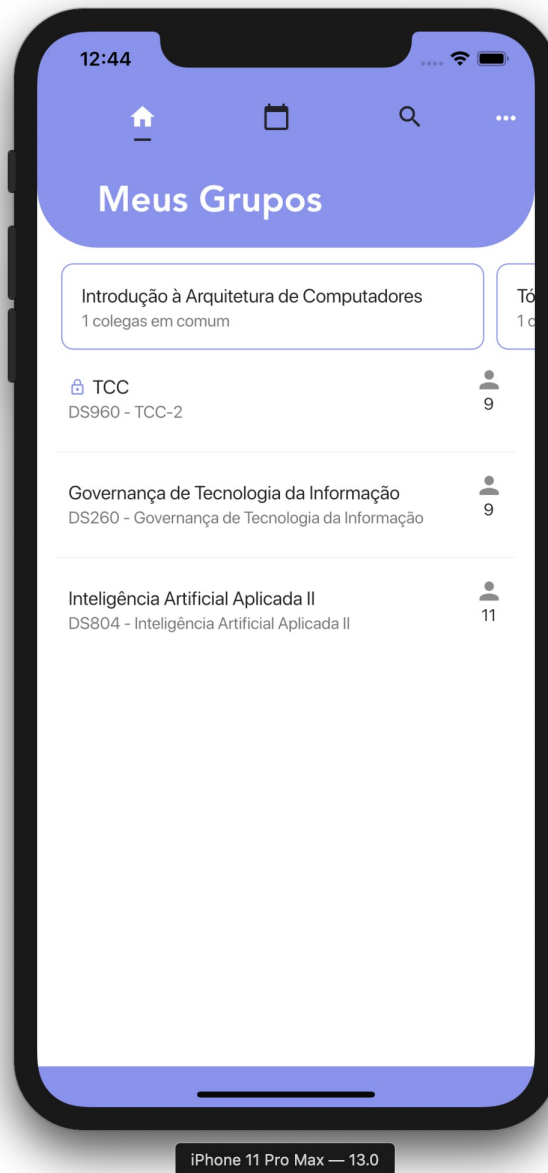 12:44
Meus Grupos
Introdução à Arquitetura de Computadores
1 colegas em comum
TCC
DS960 - TCC-2
9
Governança de Tecnologia da Informação
DS260 - Governança de Tecnologia da Informação
9
Inteligência Artificial Aplicada II
DS804 - Inteligência Artificial Aplicada II
11
iPhone 11 Pro Max — 13.0